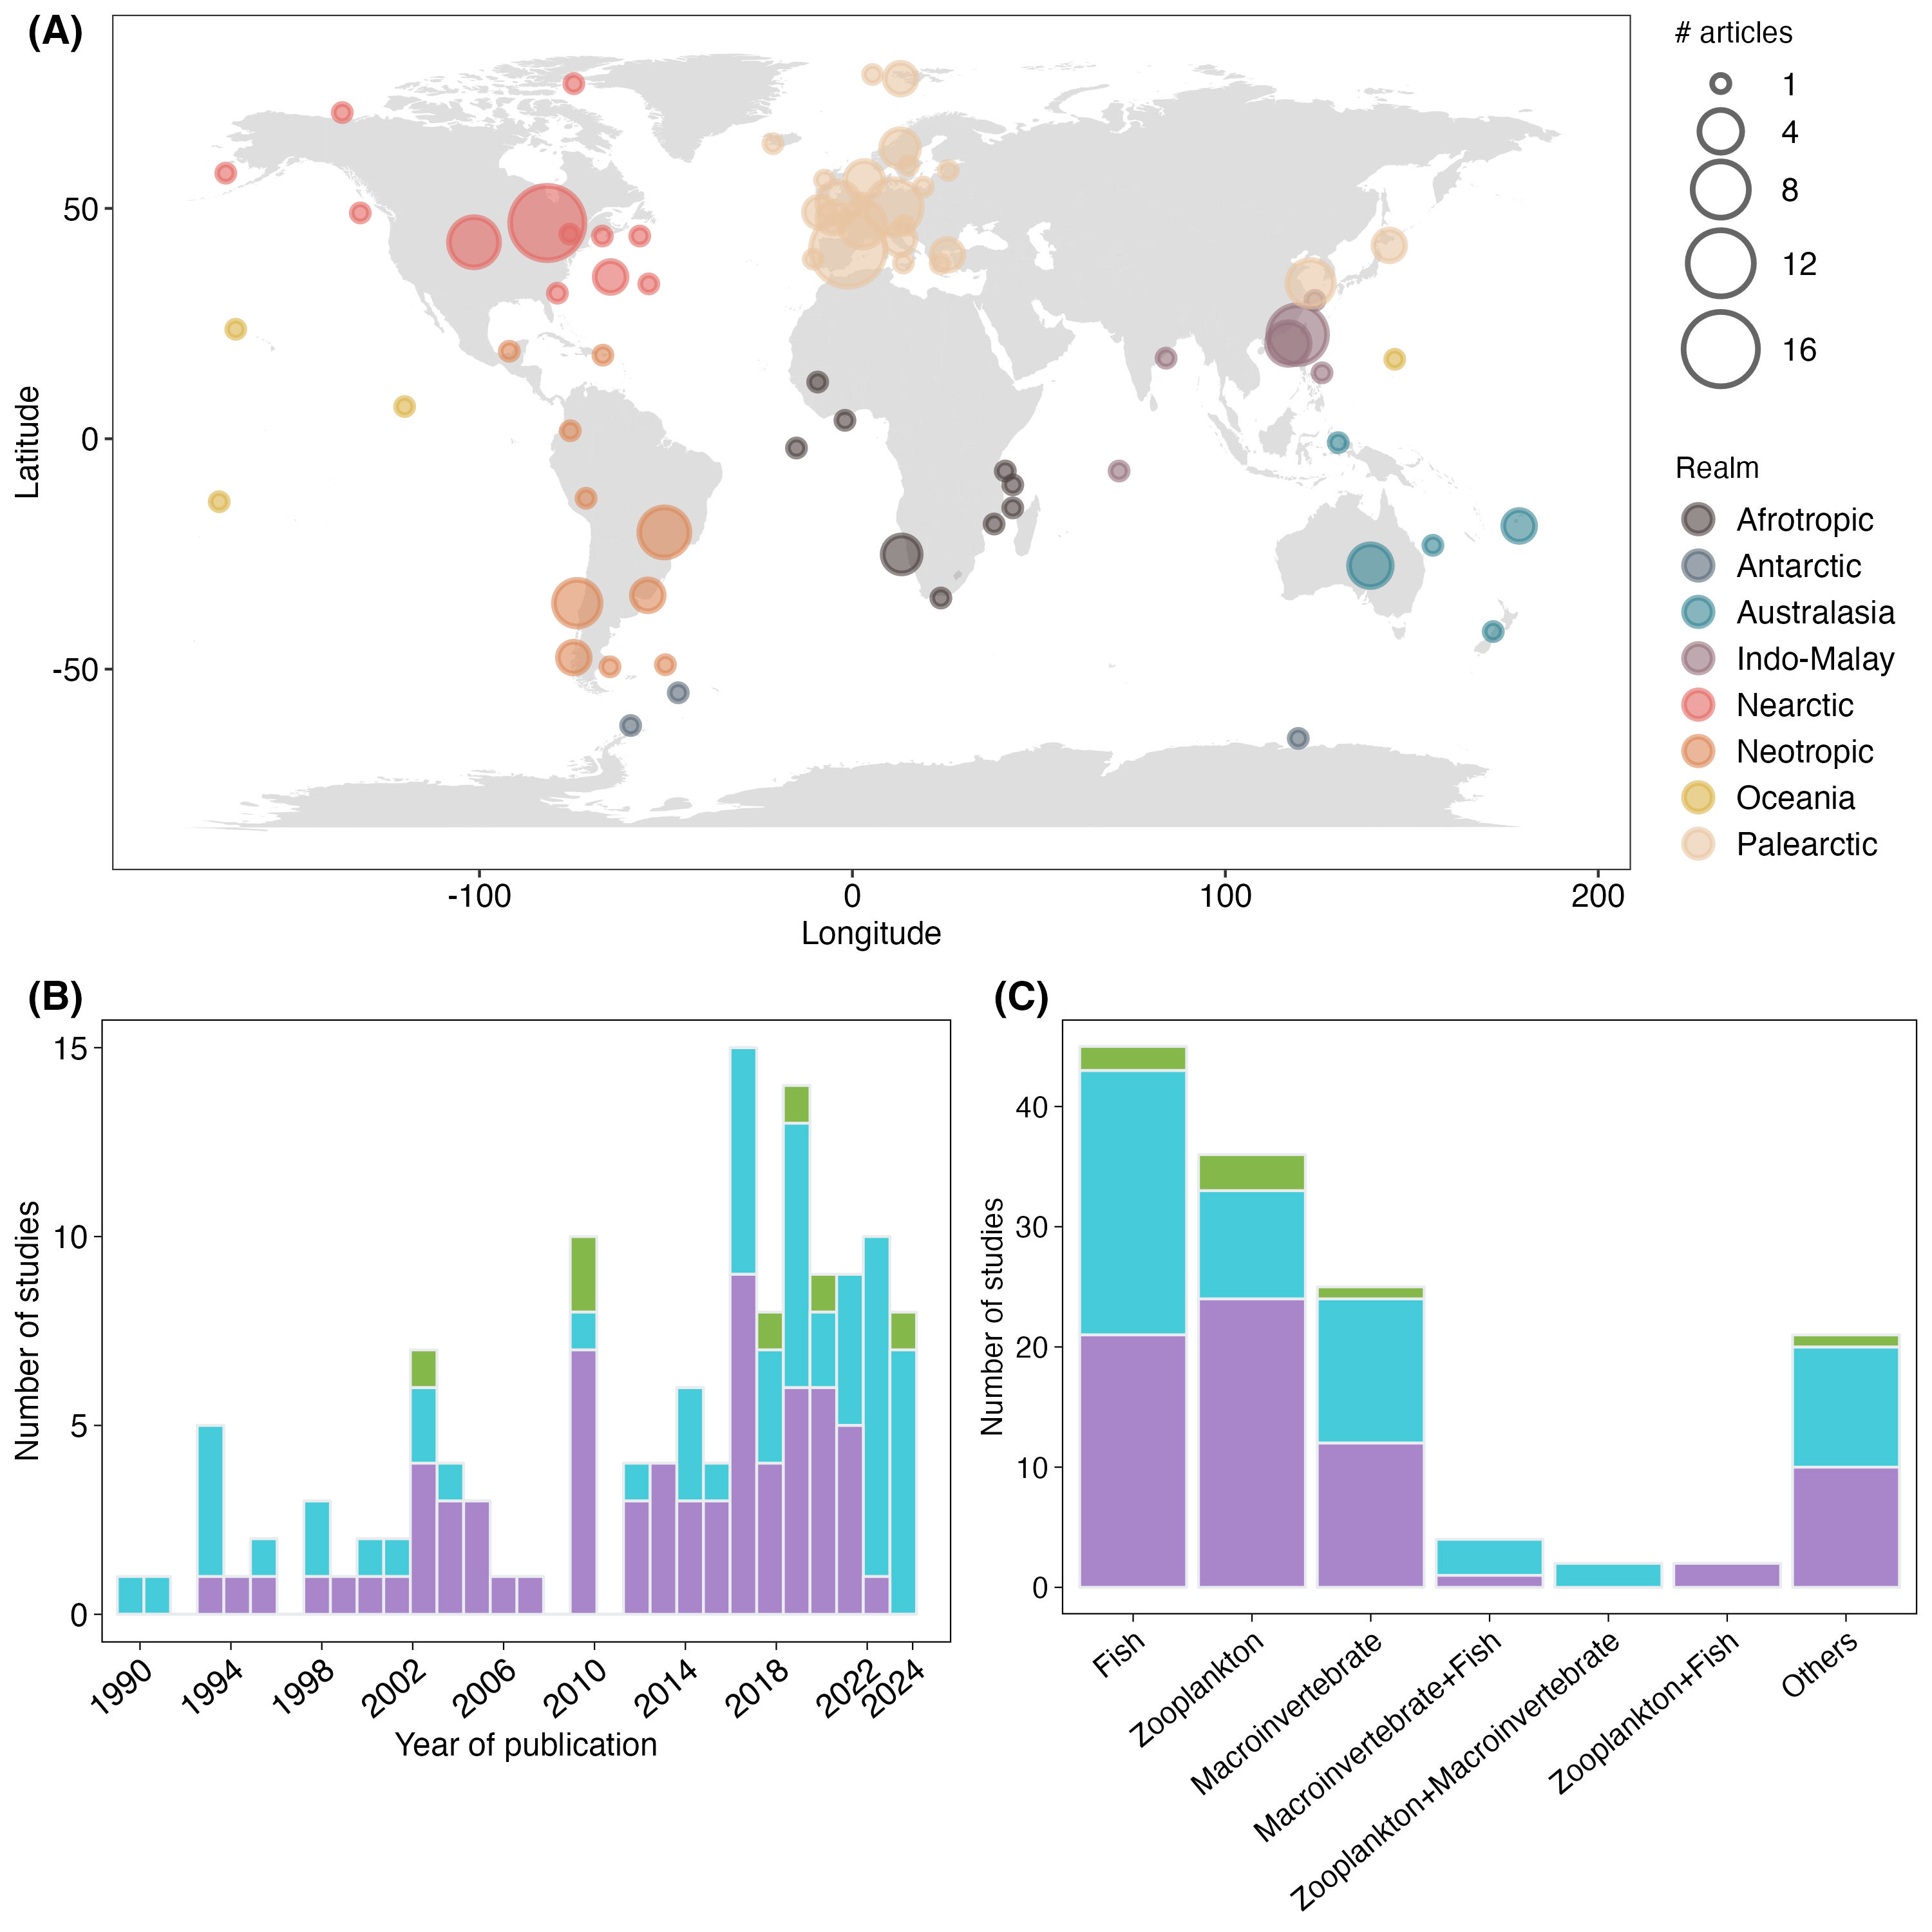 (A)
# articles
1
4
8
12
16
Realm
Afrotropic
Antarctic
Australasia
Indo-Malay
Nearctic
Neotropic
Oceania
Palearctic
50
0
-50
Latitude
-100
0
100
200
Longitude
(B)
15
10
5
0
Number of studies
1990
1994
1998
2002
2006
2010
2014
2018
2022
2024
Year of publication
(C)
40
30
20
10
0
Number of studies
Fish
Zooplankton
Macroinvertebrate
Macroinvertebrate+Fish
Zooplankton+Macroinvertebrate
Zooplankton+Fish
Others